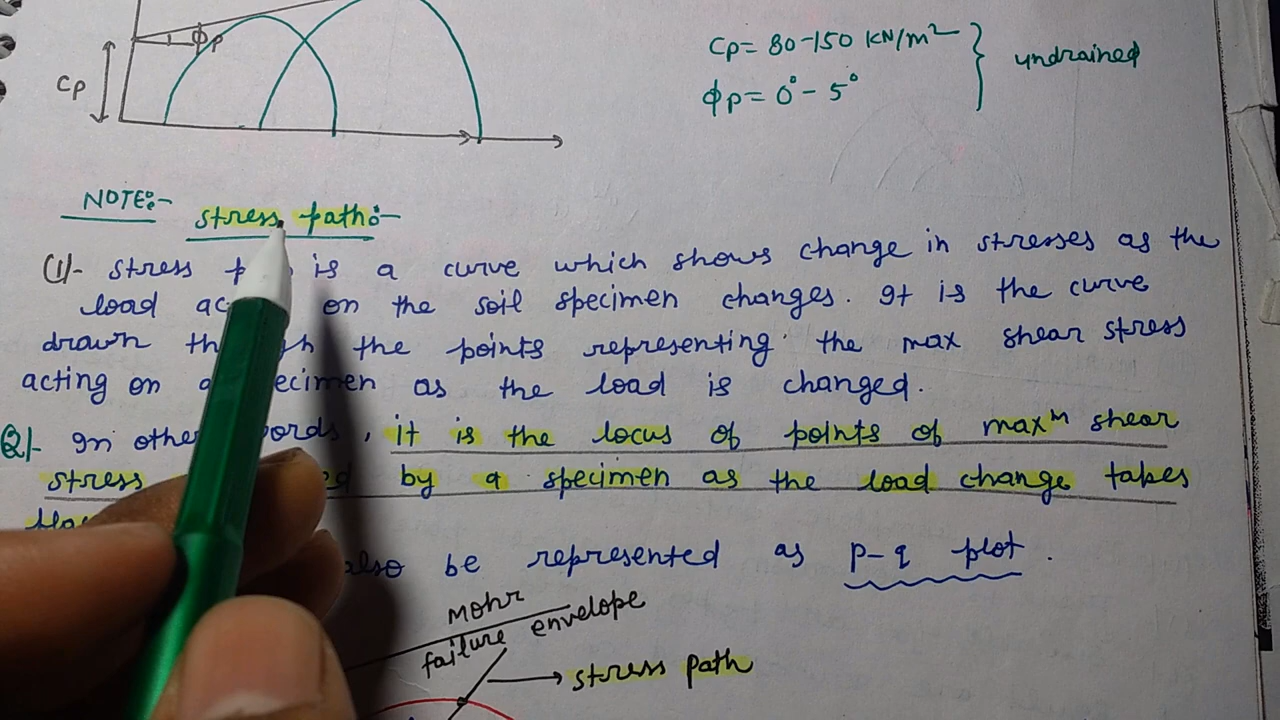 ϕp
Cp
Cp = 80-150 KN/m²
ϕp = 0° - 5°
undrained
NOTE:-
stress path:-
(1)- stress is a curve which shows change in stresses as the
load on the soil specimen changes. It is the curve
drawn the points representing the max shear stress
acting on as the load is changed.
(2)- In other words, it is the locus of points of maxᵐ shear
stress by a specimen as the load change takes
also be represented as p-q plot.
Mohr
failure envelope
stress path